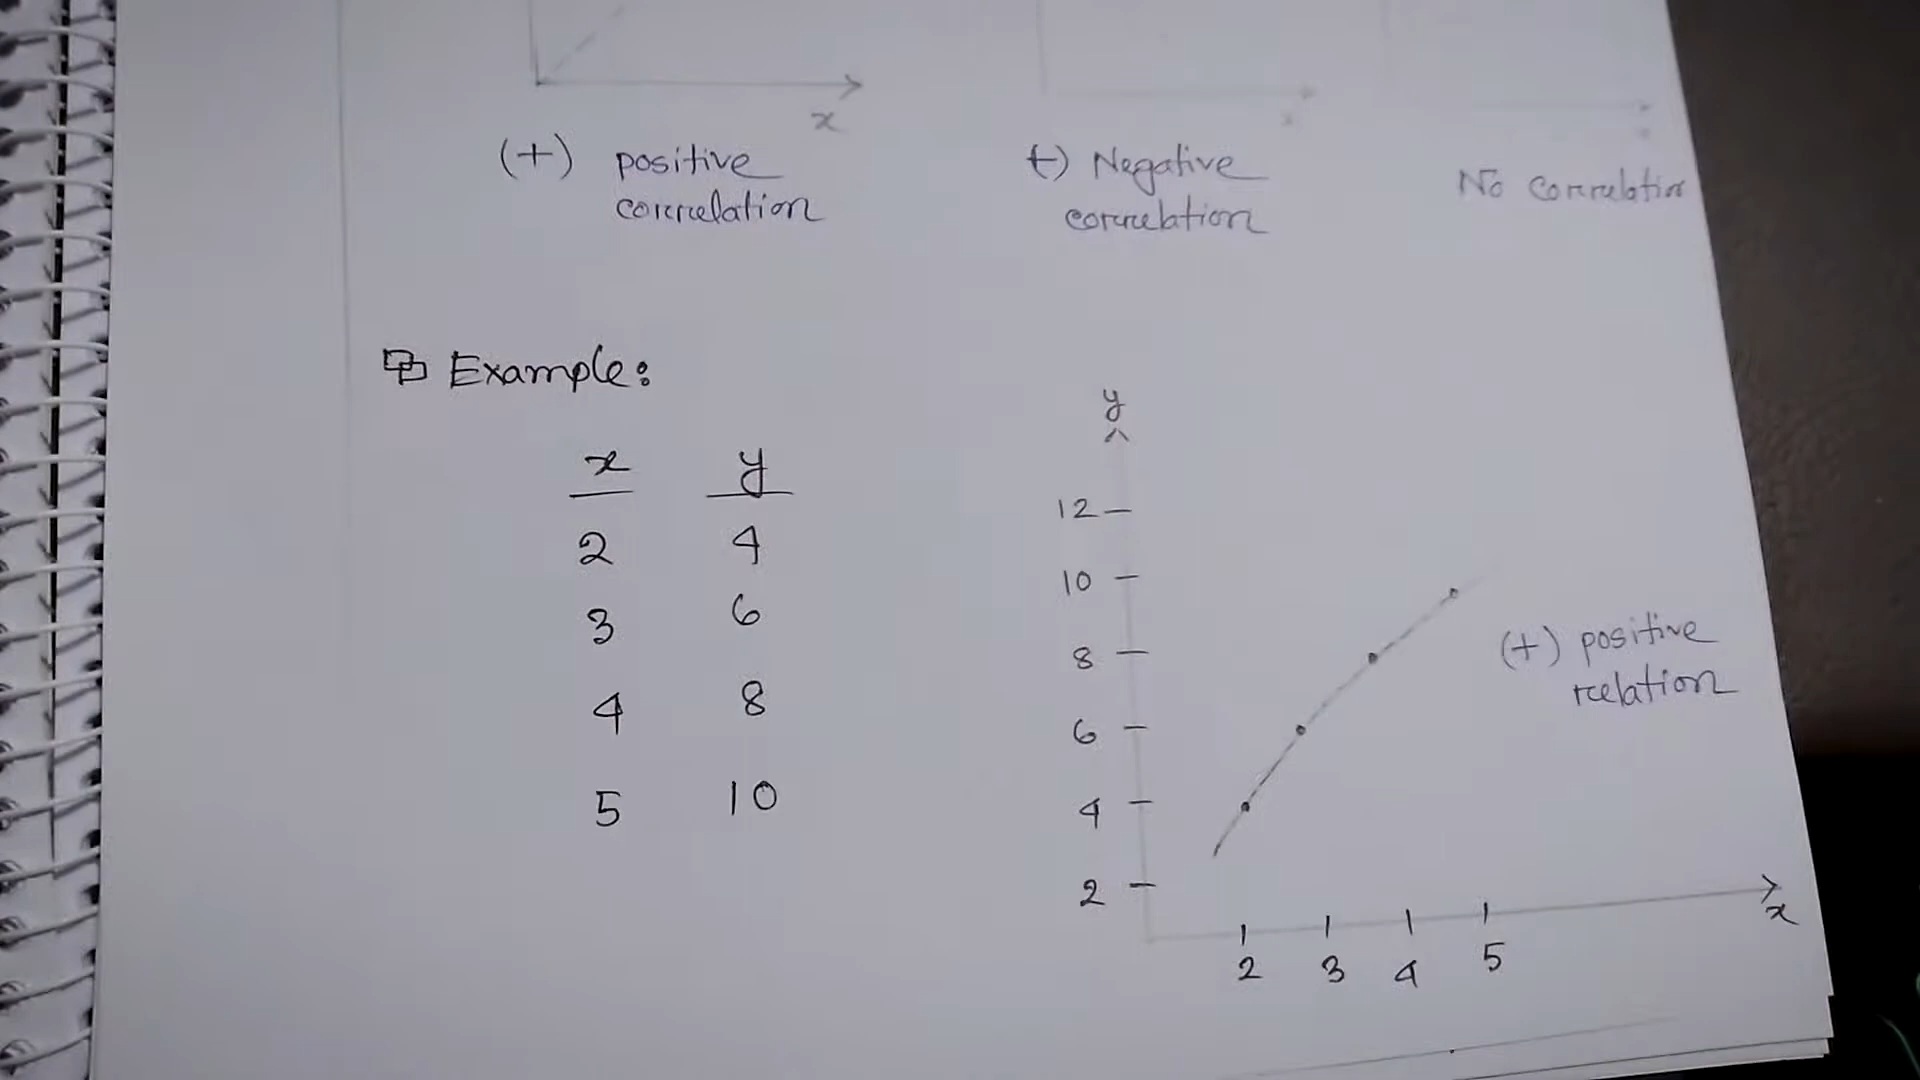 x
(+) positive
correlation
(-) Negative
correlation
No correlation
Example:
x y
2 4
3 6
4 8
5 10
y
12
10
8
6
4
2
2 3 4 5
x
(+) positive
relation